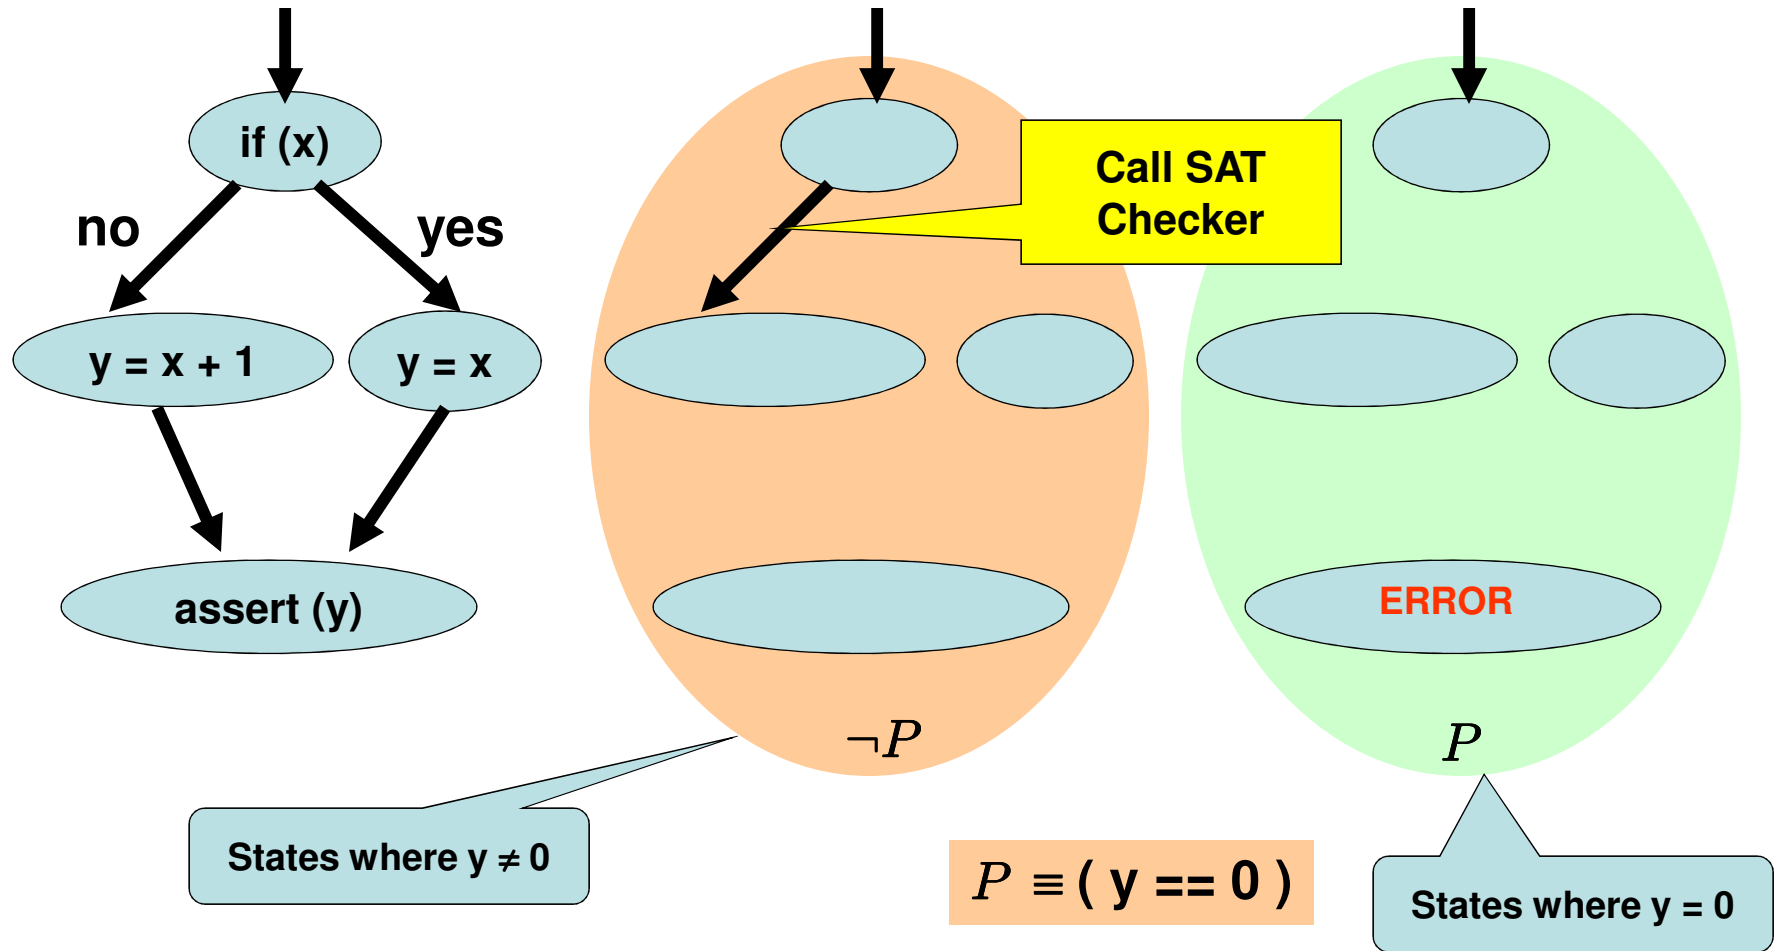 if (x)
no
yes
y = x + 1
y = x
assert (y)
Call SAT
Checker
ERROR
¬P
P
States where y ≠ 0
P ≡ ( y == 0 )
States where y = 0